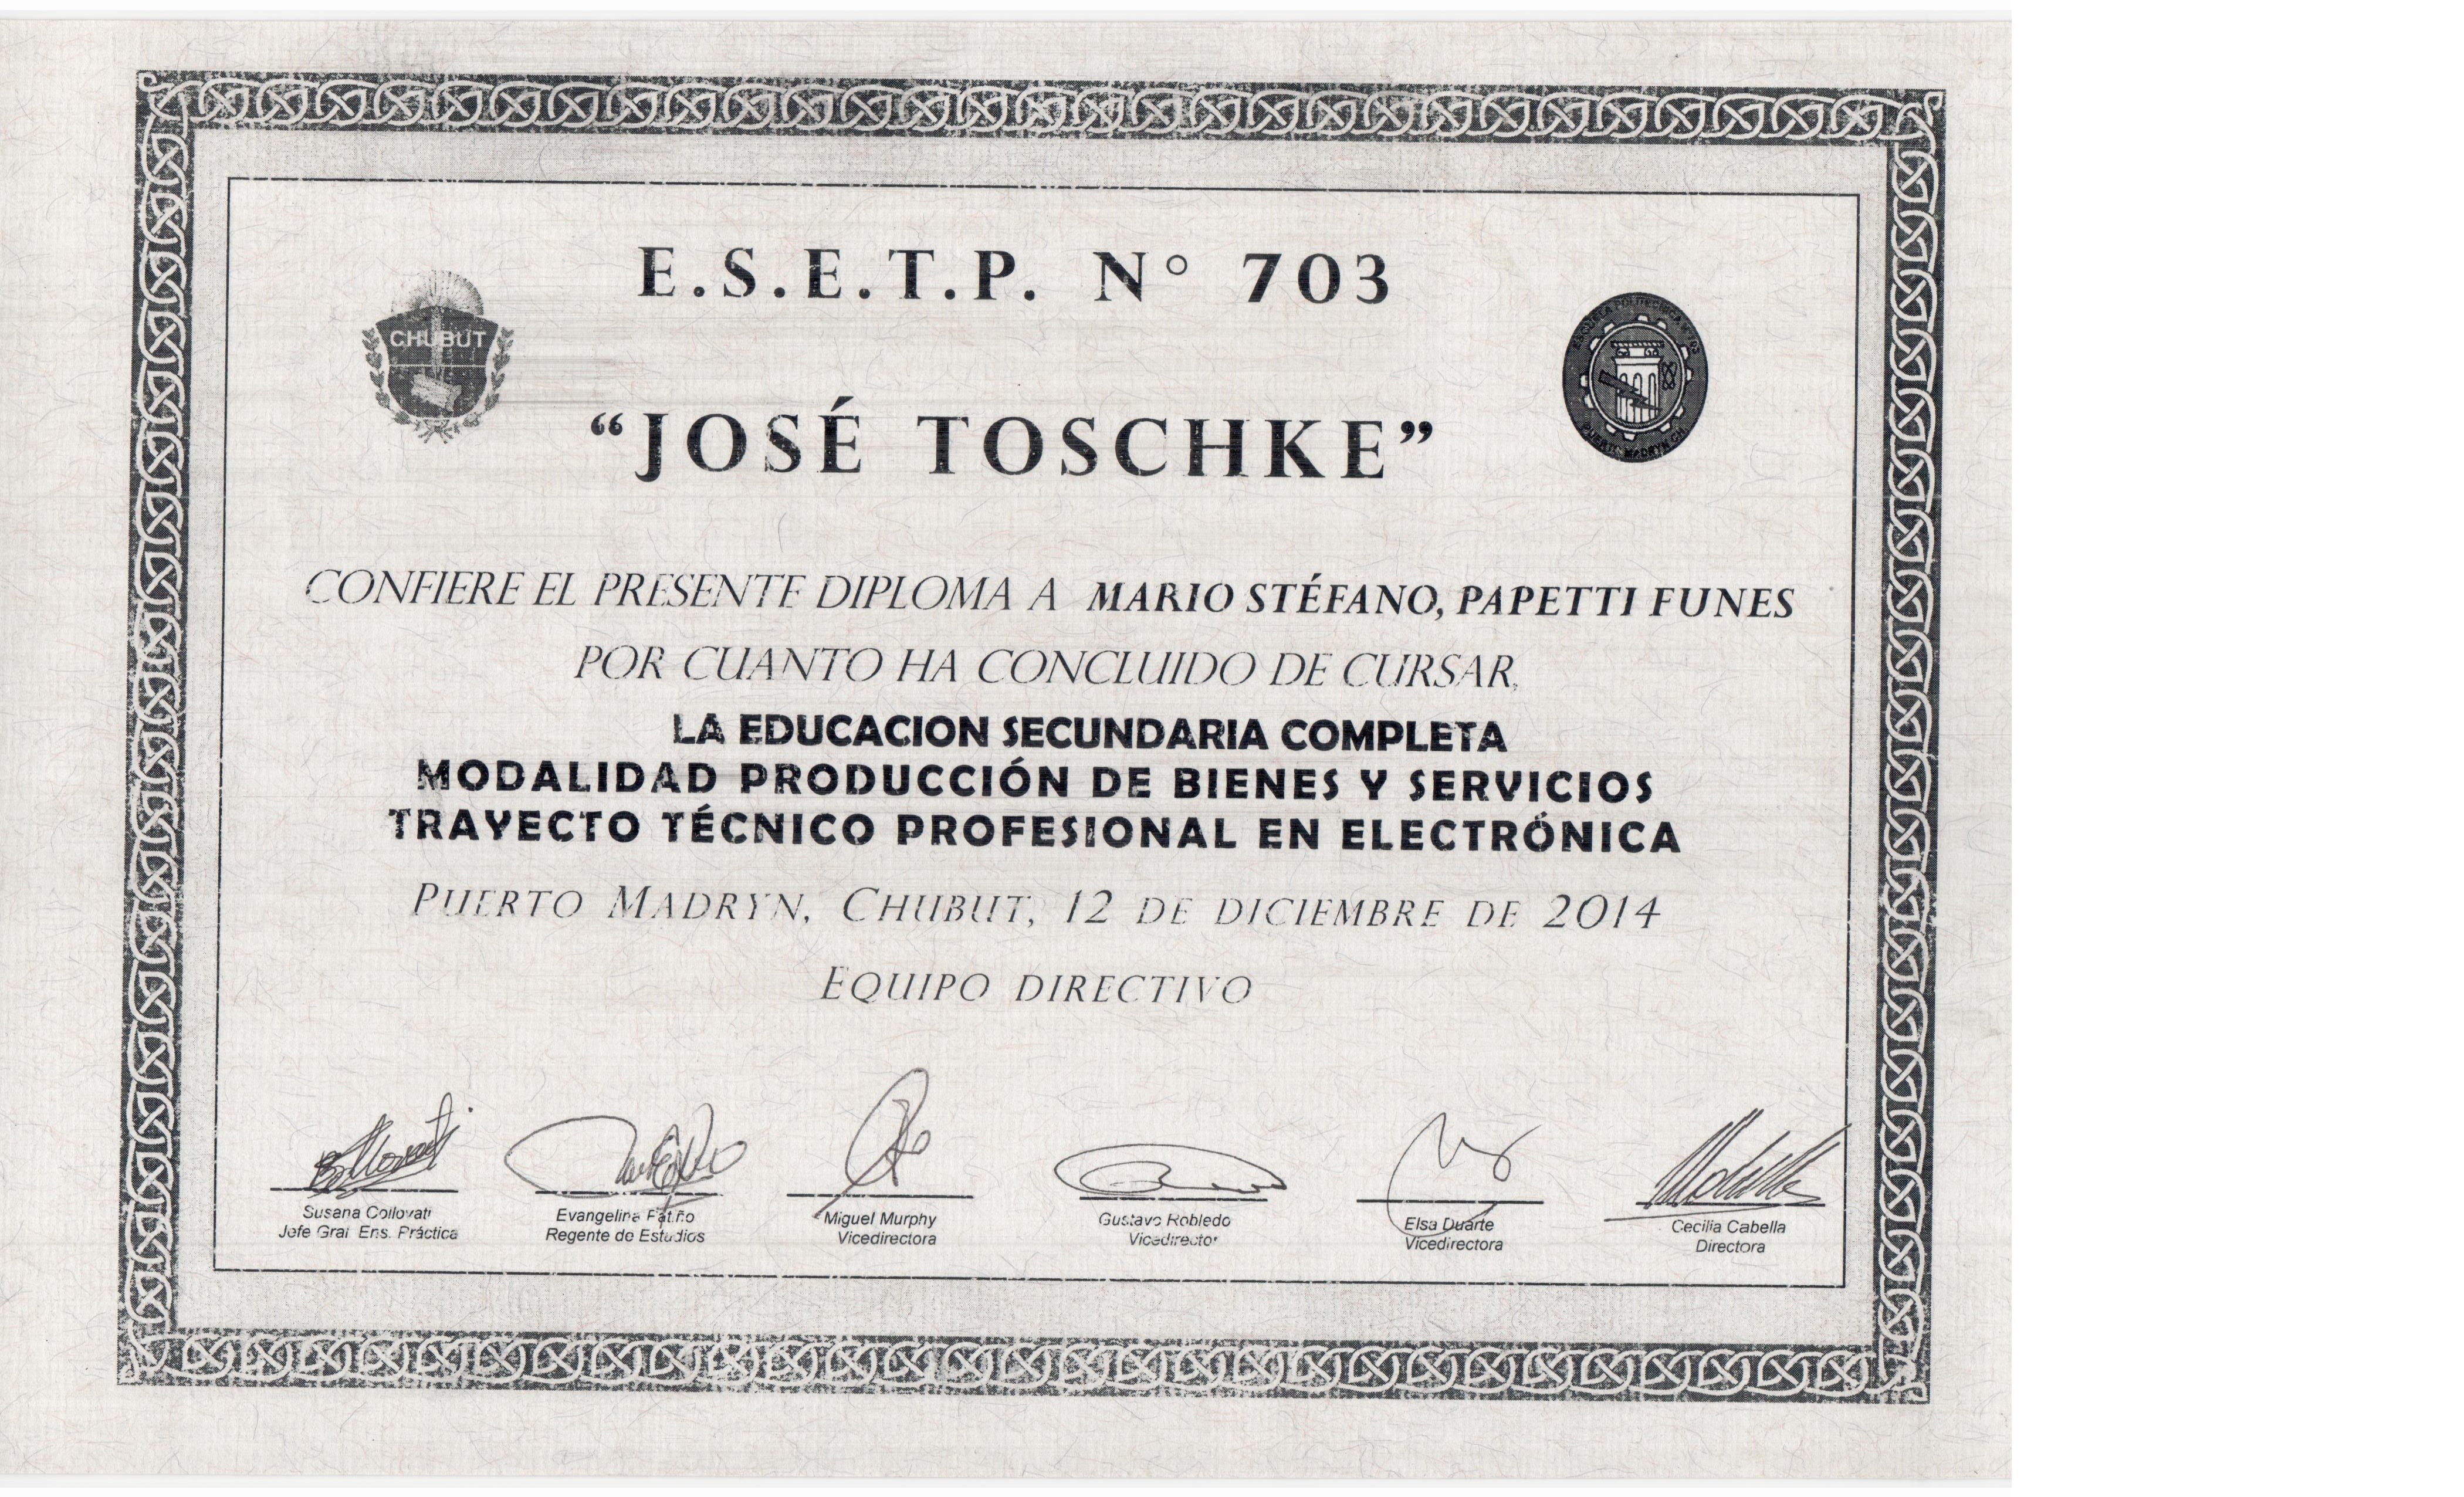 E.S.E.T.P. N° 703
CHUBUT
ESCUELA POLITECNICA N°703
PUERTO MADRYN CH
“JOSÉ TOSCHKE”
CONFIERE EL PRESENTE DIPLOMA A MARIO STÉFANO, PAPETTI FUNES
POR CUANTO HA CONCLUIDO DE CURSAR,
LA EDUCACION SECUNDARIA COMPLETA
MODALIDAD PRODUCCIÓN DE BIENES Y SERVICIOS
TRAYECTO TÉCNICO PROFESIONAL EN ELECTRÓNICA
PUERTO MADRYN, CHUBUT, 12 DE DICIEMBRE DE 2014
EQUIPO DIRECTIVO
Susana Collovati
Jefe Gral Ens. Práctica
Evangelina Patiño
Regente de Estudios
Miguel Murphy
Vicedirectora
Gustavo Robledo
Vicedirector
Elsa Duarte
Vicedirectora
Cecilia Cabella
Directora